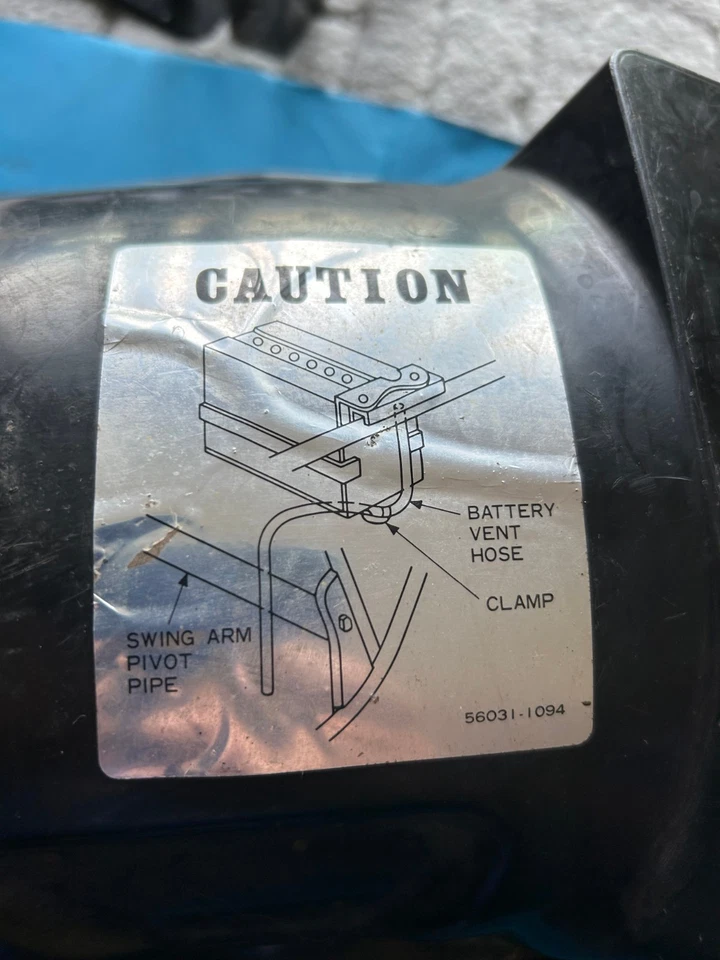 CAUTION
BATTERY
VENT
HOSE
CLAMP
SWING ARM
PIVOT
PIPE
56031-1094